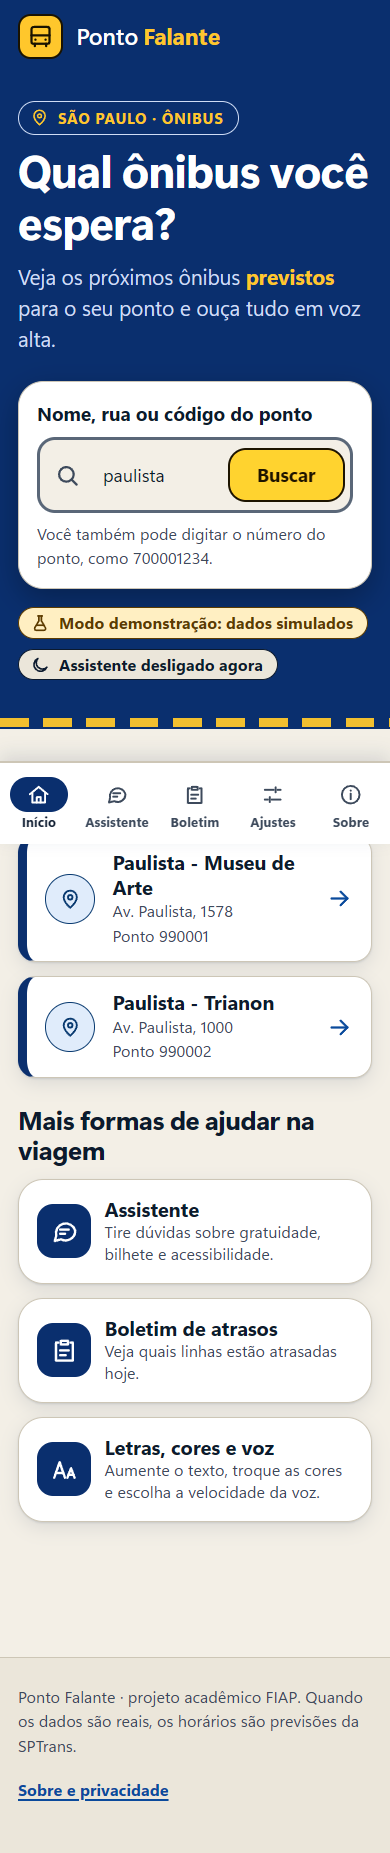 Ponto Falante
SÃO PAULO · ÔNIBUS
Qual ônibus você
espera?
Veja os próximos ônibus previstos
para o seu ponto e ouça tudo em voz
alta.
Nome, rua ou código do ponto
paulista
Buscar
Você também pode digitar o número do
ponto, como 700001234.
Modo demonstração: dados simulados
Assistente desligado agora
Início
Assistente
Boletim
Ajustes
Sobre
Paulista - Museu de
Arte
Av. Paulista, 1578
Ponto 990001
Paulista - Trianon
Av. Paulista, 1000
Ponto 990002
Mais formas de ajudar na
viagem
Assistente
Tire dúvidas sobre gratuidade,
bilhete e acessibilidade.
Boletim de atrasos
Veja quais linhas estão atrasadas
hoje.
AA
Letras, cores e voz
Aumente o texto, troque as cores
e escolha a velocidade da voz.
Ponto Falante · projeto acadêmico FIAP. Quando
os dados são reais, os horários são previsões da
SPTrans.
Sobre e privacidade